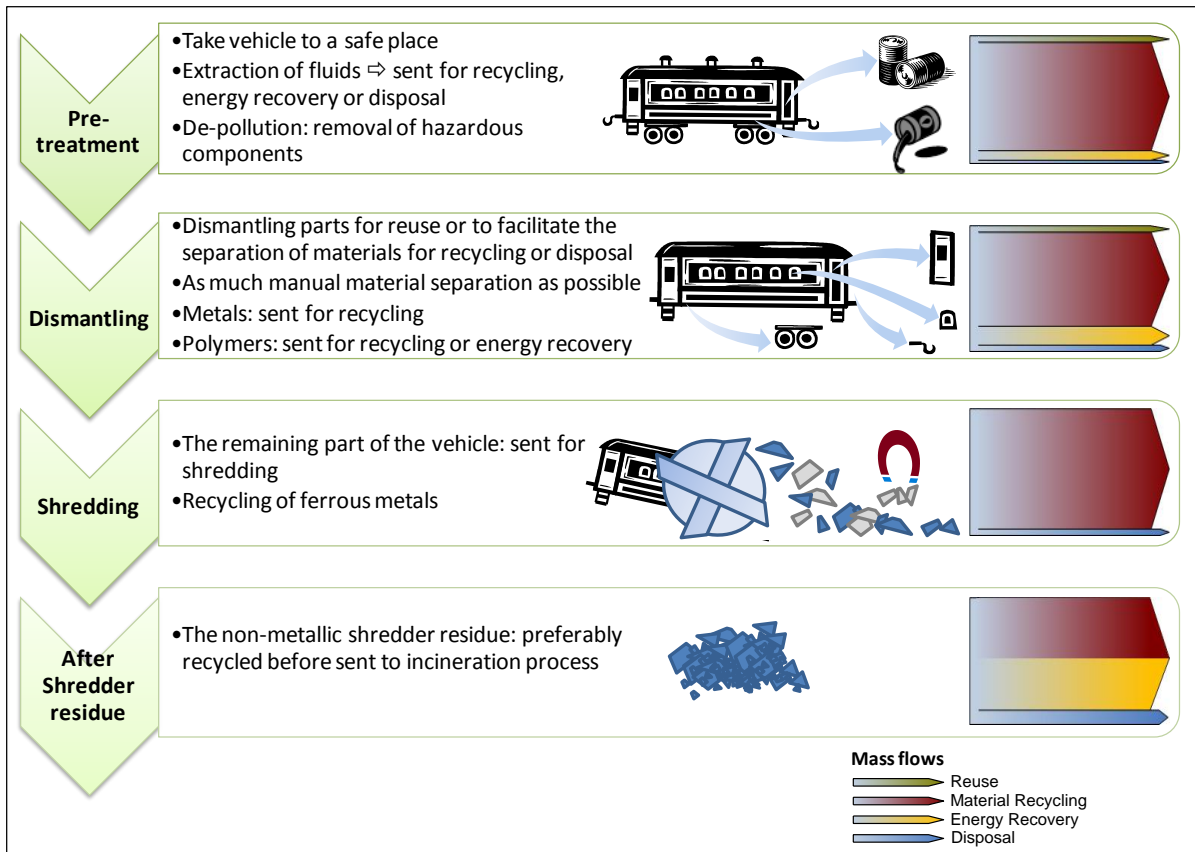 Pre-
treatment
•Take vehicle to a safe place
•Extraction of fluids ⇨ sent for recycling,
energy recovery or disposal
•De-pollution: removal of hazardous
components
Dismantling
•Dismantling parts for reuse or to facilitate the
separation of materials for recycling or disposal
•As much manual material separation as possible
•Metals: sent for recycling
•Polymers: sent for recycling or energy recovery
Shredding
•The remaining part of the vehicle: sent for
shredding
•Recycling of ferrous metals
After
Shredder
residue
•The non-metallic shredder residue: preferably
recycled before sent to incineration process
Mass flows
Reuse
Material Recycling
Energy Recovery
Disposal